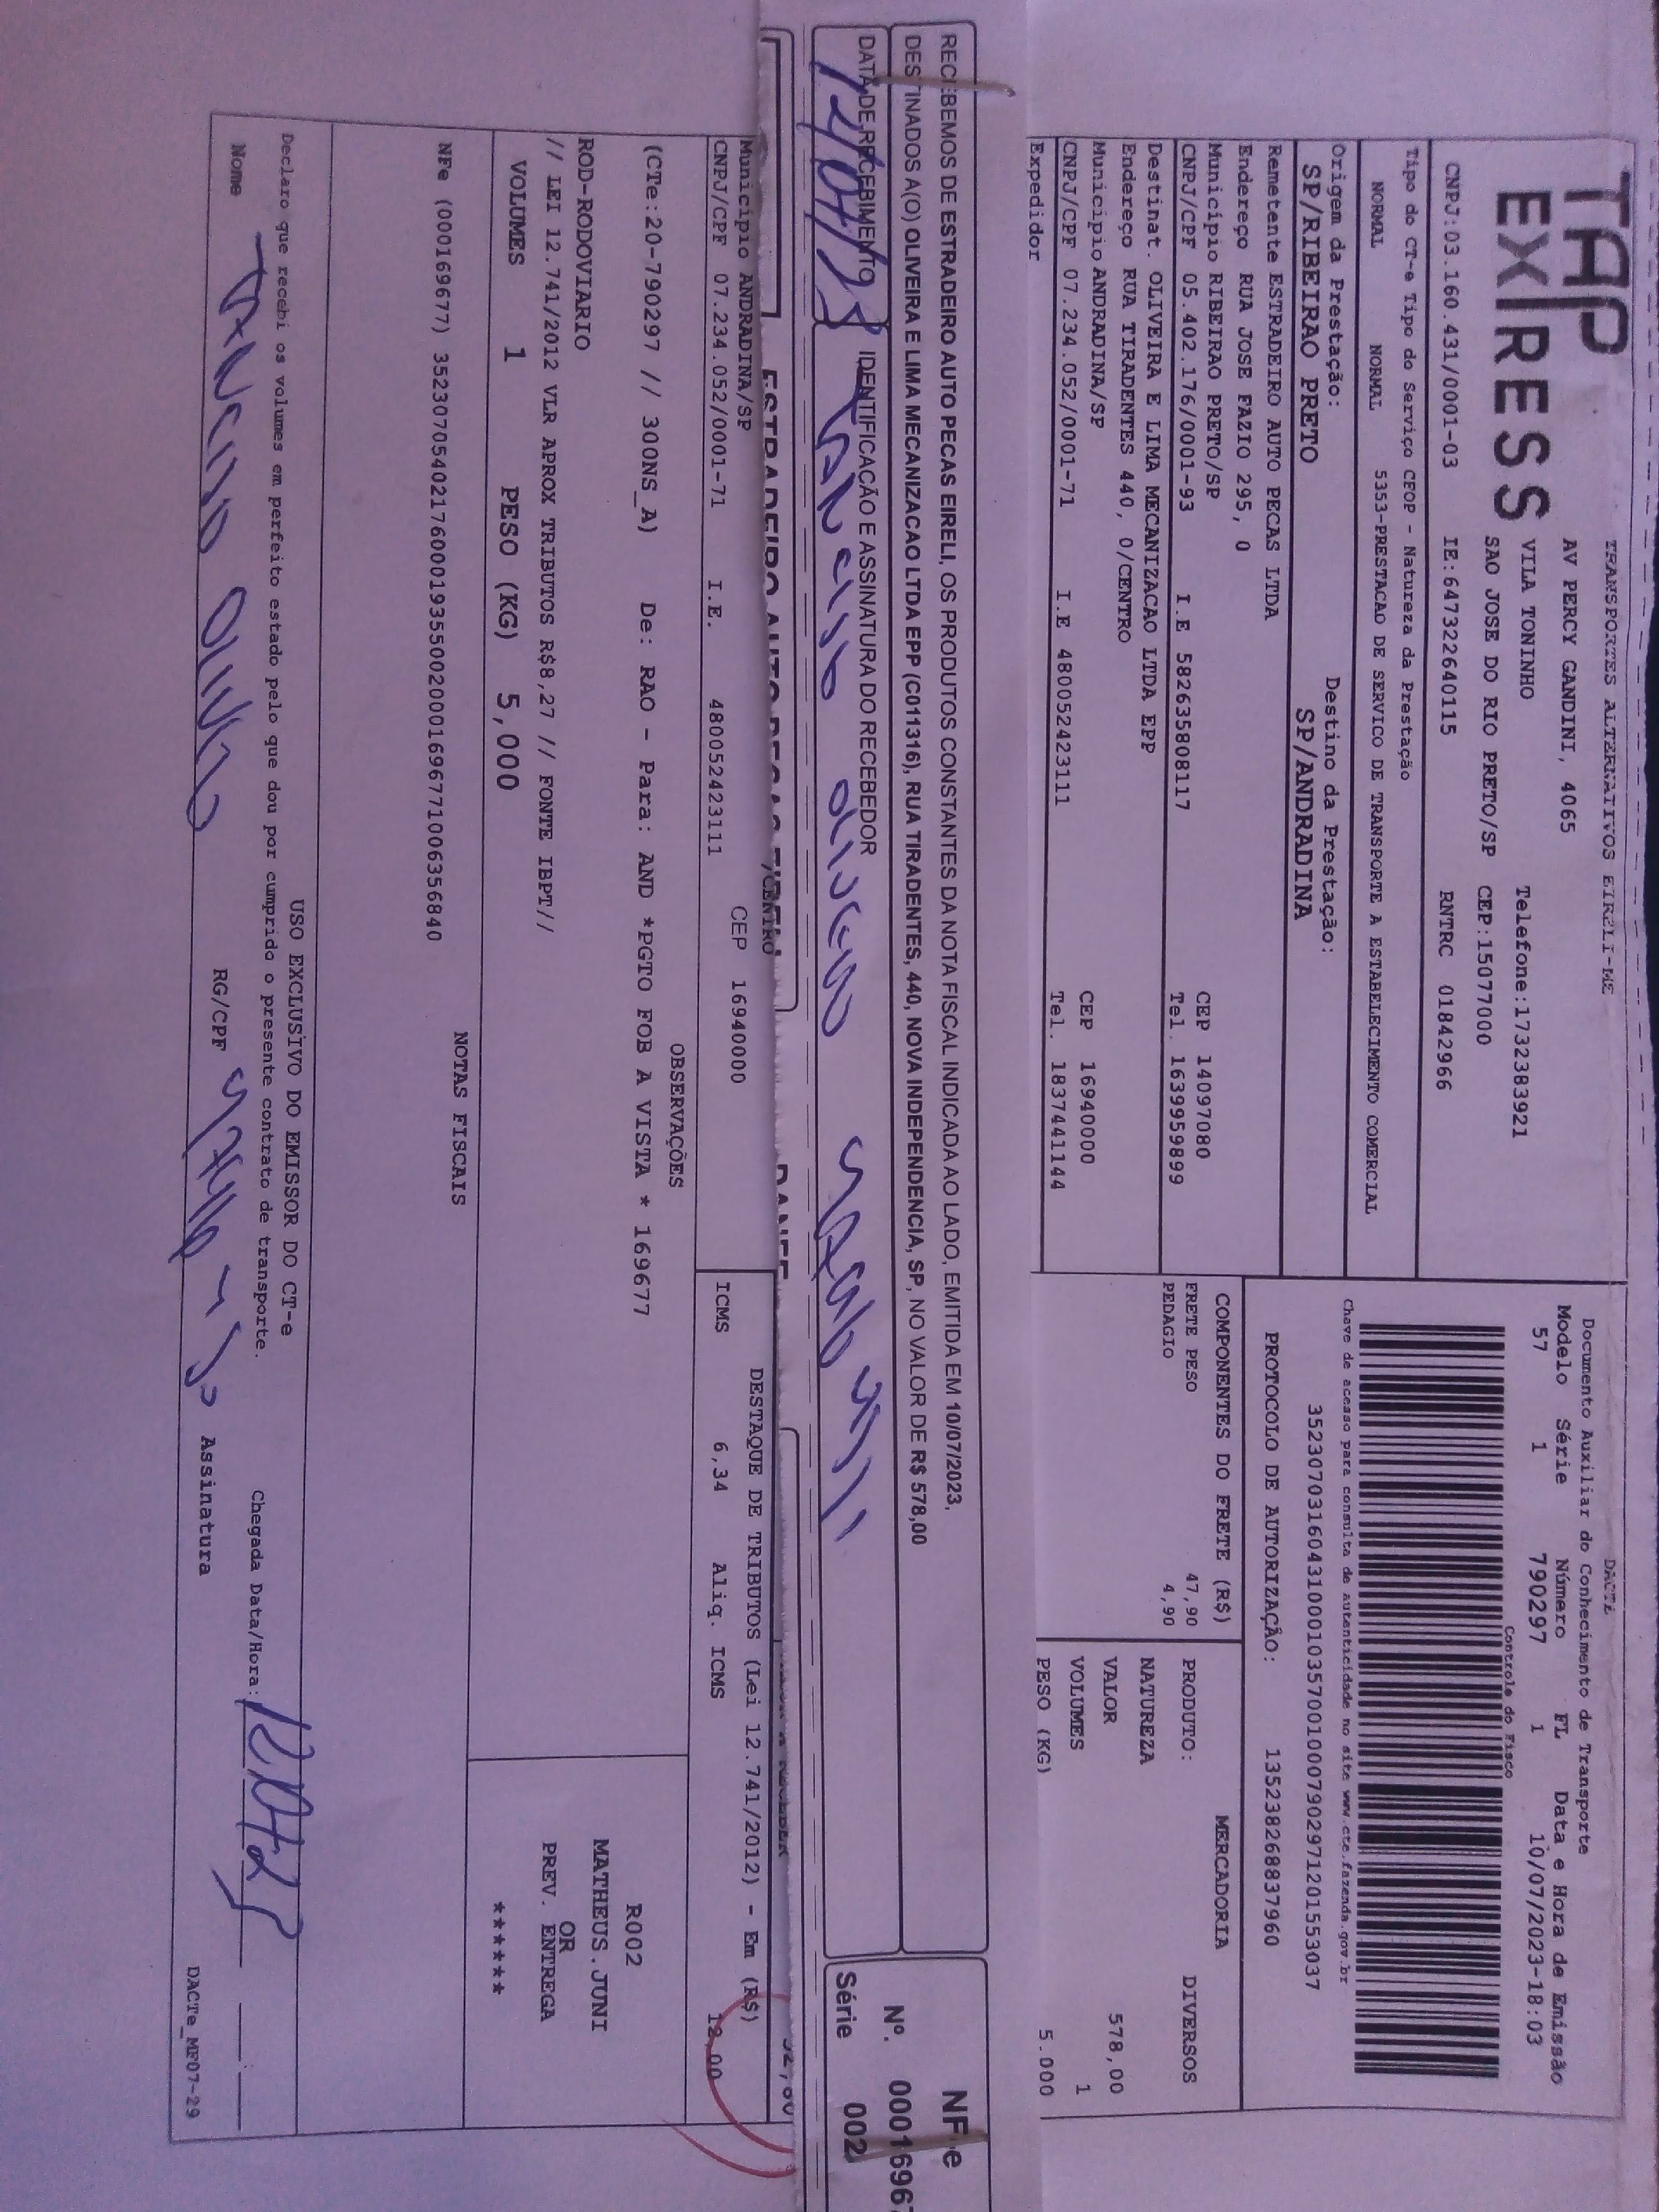 TAP
EXPRESS
TRANSPORTES ALTERNATIVOS EIRELI-ME
AV PERCY GANDINI, 4065
VILA TONINHO Telefone:1732383921
SAO JOSE DO RIO PRETO/SP CEP:15077000
CNPJ:03.160.431/0001-03 IE:647322640115 RNTRC 01842966
Tipo do CT-e Tipo do Serviço CFOP - Natureza da Prestação
NORMAL NORMAL 5353-PRESTACAO DE SERVICO DE TRANSPORTE A ESTABELECIMENTO COMERCIAL
Origem da Prestação: Destino da Prestação:
SP/RIBEIRAO PRETO SP/ANDRADINA
Remetente ESTRADEIRO AUTO PECAS LTDA
Endereço RUA JOSE FAZIO 295, 0
Município RIBEIRAO PRETO/SP CEP 14097080
CNPJ/CPF 05.402.176/0001-93 I.E 582635808117 Tel. 16399959899
Destinat. OLIVEIRA E LIMA MECANIZACAO LTDA EPP
Endereço RUA TIRADENTES 440, 0/CENTRO
Município ANDRADINA/SP CEP 16940000
CNPJ/CPF 07.234.052/0001-71 I.E 48005242311 Tel. 1837441144
Expedidor
DACTE
Documento Auxiliar do Conhecimento de Transporte
Modelo Série Número FL Data e Hora de Emissão
57 1 790297 1 10/07/2023-18:03
Controle do Fisco
Chave de acesso para consulta de autenticidade no site www.cte.fazenda.gov.br
35230703160431000103570010007902971201553037
PROTOCOLO DE AUTORIZAÇÃO: 135238268837960
COMPONENTES DO FRETE (R$)
FRETE PESO 47,90
PEDAGIO 4,90
MERCADORIA
PRODUTO: DIVERSOS
NATUREZA
VALOR 578,00
VOLUMES 1
PESO (KG) 5.000
RECEBEMOS DE ESTRADEIRO AUTO PECAS EIRELI, OS PRODUTOS CONSTANTES DA NOTA FISCAL INDICADA AO LADO, EMITIDA EM 10/07/2023,
DESTINADOS A(O) OLIVEIRA E LIMA MECANIZACAO LTDA EPP (C011316), RUA TIRADENTES, 440, NOVA INDEPENDENCIA, SP, NO VALOR DE R$ 578,00
DATA DE RECEBIMENTO IDENTIFICAÇÃO E ASSINATURA DO RECEBEDOR
NF-e
Nº. 00016967
Série 002
ESTRADEIRO AUTO PECAS EIRELI DANFE
/CENTRO
Município ANDRADINA/SP CEP 16940000
CNPJ/CPF 07.234.052/0001-71 I.E. 48005242311
DESTAQUE DE TRIBUTOS (Lei 12.741/2012) - Em (R$)
ICMS 6,34 Aliq. ICMS 12,00
OBSERVAÇÕES
(CTe:20-790297 // 300NS_A) De: RAO - Para: AND *PGTO FOB A VISTA * 169677
ROD-RODOVIARIO
// LEI 12.741/2012 VLR APROX TRIBUTOS R$8,27 // FONTE IBPT//
VOLUMES 1 PESO (KG) 5,000
R002
MATHEUS.JUNI
OR
PREV. ENTREGA
******
NOTAS FISCAIS
NFe (000169677) 35230705402176000193550020001696771006356840
USO EXCLUSIVO DO EMISSOR DO CT-e
Declaro que recebi os volumes em perfeito estado pelo que dou por cumprido o presente contrato de transporte.
Chegada Data/Hora:
Nome RG/CPF Assinatura
DACTe_MF07-29